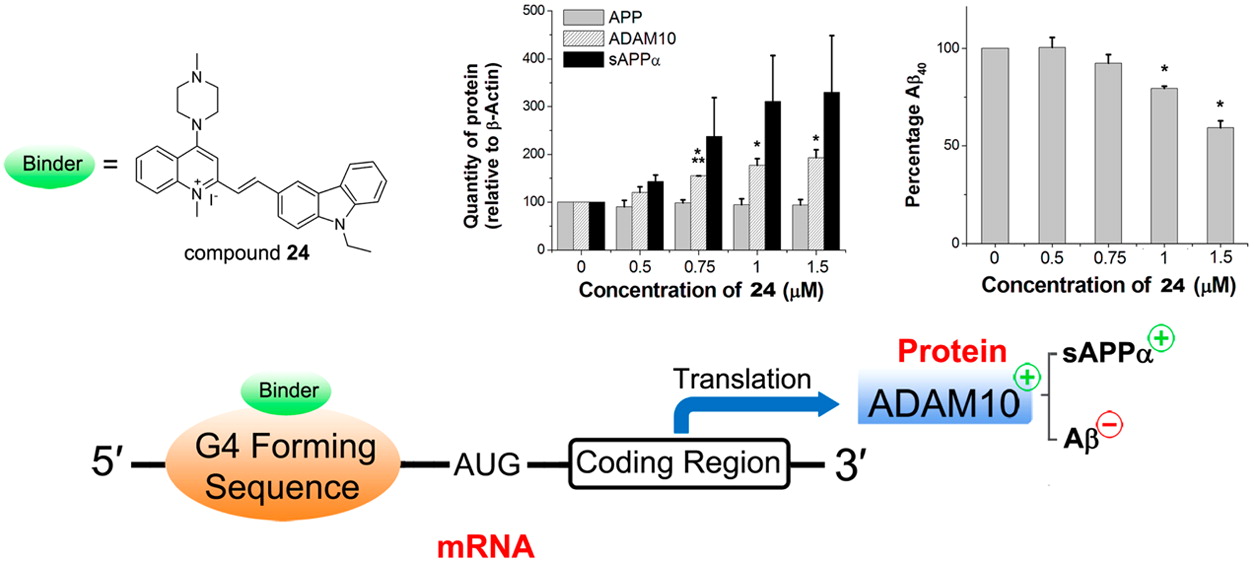 Binder
=
N
N
N
+
I-
N
compound 24
Quantity of protein
(relative to β-Actin)
500
400
300
200
100
0
APP
ADAM10
sAPPα
*
**
*
*
0 0.5 0.75 1 1.5
Concentration of 24 (μM)
Percentage Aβ40
100
50
0
*
*
0 0.5 0.75 1 1.5
Concentration of 24 (μM)
Binder
G4 Forming
Sequence
5′
AUG
Coding Region
3′
mRNA
Translation
Protein
ADAM10
+
sAPPα
+
Aβ
−